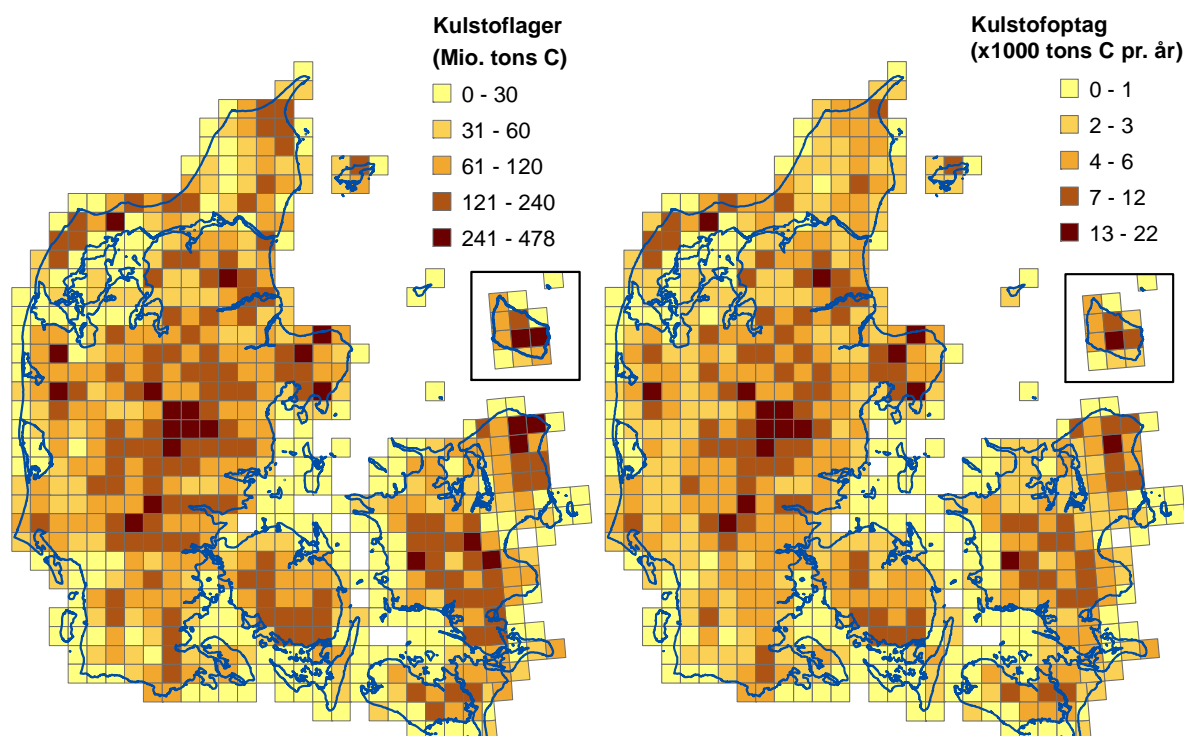 Kulstoflager
(Mio. tons C)
0 - 30
31 - 60
61 - 120
121 - 240
241 - 478
Kulstofoptag
(x1000 tons C pr. år)
0 - 1
2 - 3
4 - 6
7 - 12
13 - 22